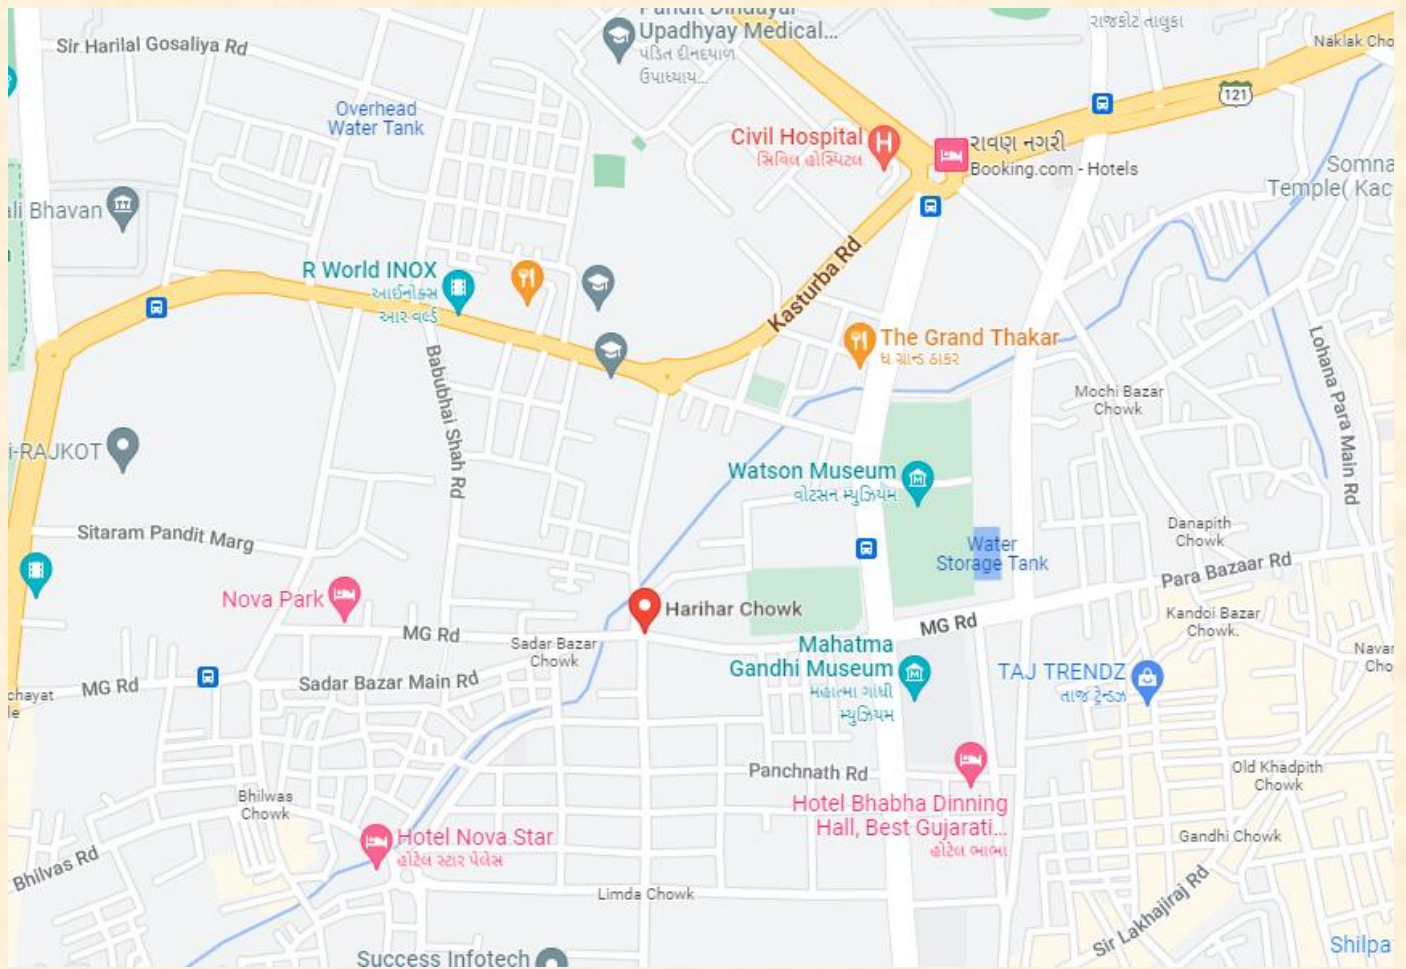 Pandit Dindayal
Upadhyay Medical...
પંડિત દીનદયાળ
ઉપાધ્યાય...
રાજકોટ તાલુકા
Sir Harilal Gosaliya Rd
Naklak Cho
121
Overhead
Water Tank
Civil Hospital
સિવિલ હોસ્પિટલ
H
રાવણ નગરી
Booking.com - Hotels
Somna
Temple( Kac
ali Bhavan
R World INOX
આઈનોક્સ
આર વર્લ્ડ
Kasturba Rd
The Grand Thakar
ધ ગ્રાન્ડ ઠાકર
Lohana Para Main Rd
Babubhai Shah Rd
Mochi Bazar
Chowk
i-RAJKOT
Watson Museum
વોટસન મ્યુઝિયમ
Sitaram Pandit Marg
Danapith
Chowk
Water
Storage Tank
Para Bazaar Rd
Nova Park
Harihar Chowk
Kandoi Bazar
Chowk.
MG Rd
MG Rd
Sadar Bazar
Chowk
Mahatma
Gandhi Museum
મહાત્મા ગાંધી
મ્યુઝિયમ
Navar
Cho
TAJ TRENDZ
તાજ ટ્રેન્ડઝ
chayat
le
MG Rd
Sadar Bazar Main Rd
Panchnath Rd
Old Khadpith
Chowk
Bhilwas
Chowk
Hotel Bhabha Dinning
Hall, Best Gujarati...
હોટેલ ભાભા
Gandhi Chowk
Hotel Nova Star
હોટેલ સ્ટાર પેલેસ
Bhilvas Rd
Limda Chowk
Sir Lakhajiraj Rd
Success Infotech
Shilpa